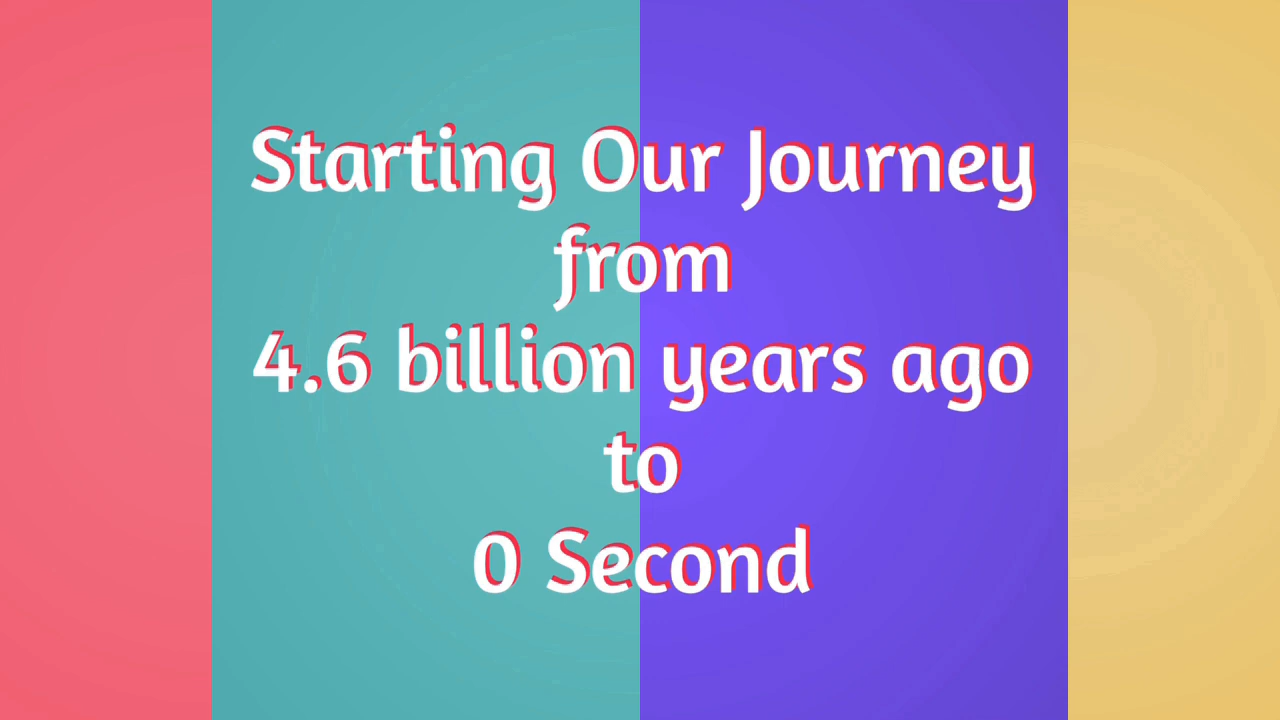 Starting Our Journey
from
4.6 billion years ago
to
0 Second